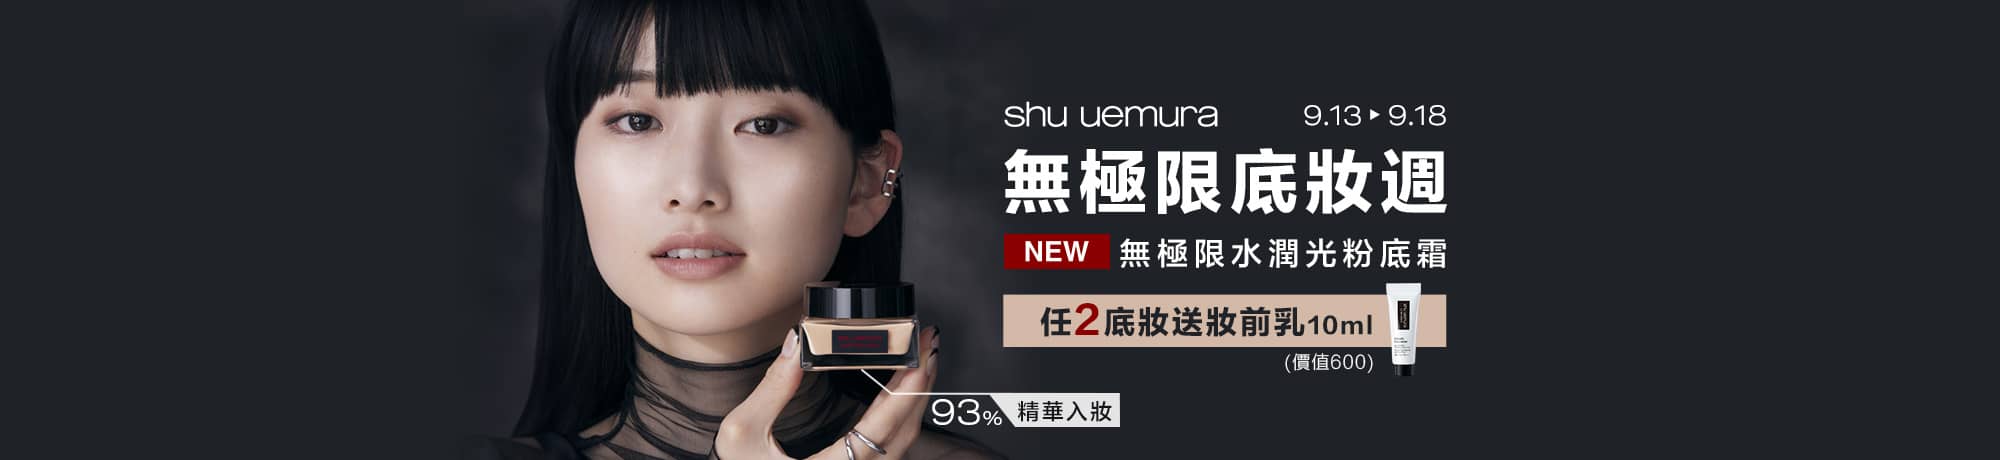 shu uemura
9.13 ▸ 9.18
無極限底妝週
NEW 無極限水潤光粉底霜
任2底妝送妝前乳10ml
(價值600)
93% 精華入妝